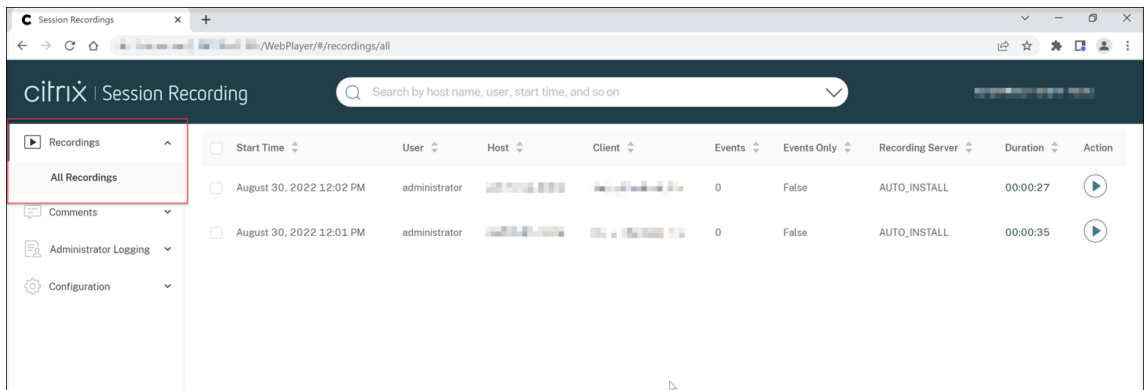 Session Recordings
/WebPlayer/#/recordings/all
citrix | Session Recording
Search by host name, user, start time, and so on
Recordings
All Recordings
Comments
Administrator Logging
Configuration
Start Time User Host Client Events Events Only Recording Server Duration Action
August 30, 2022 12:02 PM administrator 0 False AUTO_INSTALL 00:00:27
August 30, 2022 12:01 PM administrator 0 False AUTO_INSTALL 00:00:35